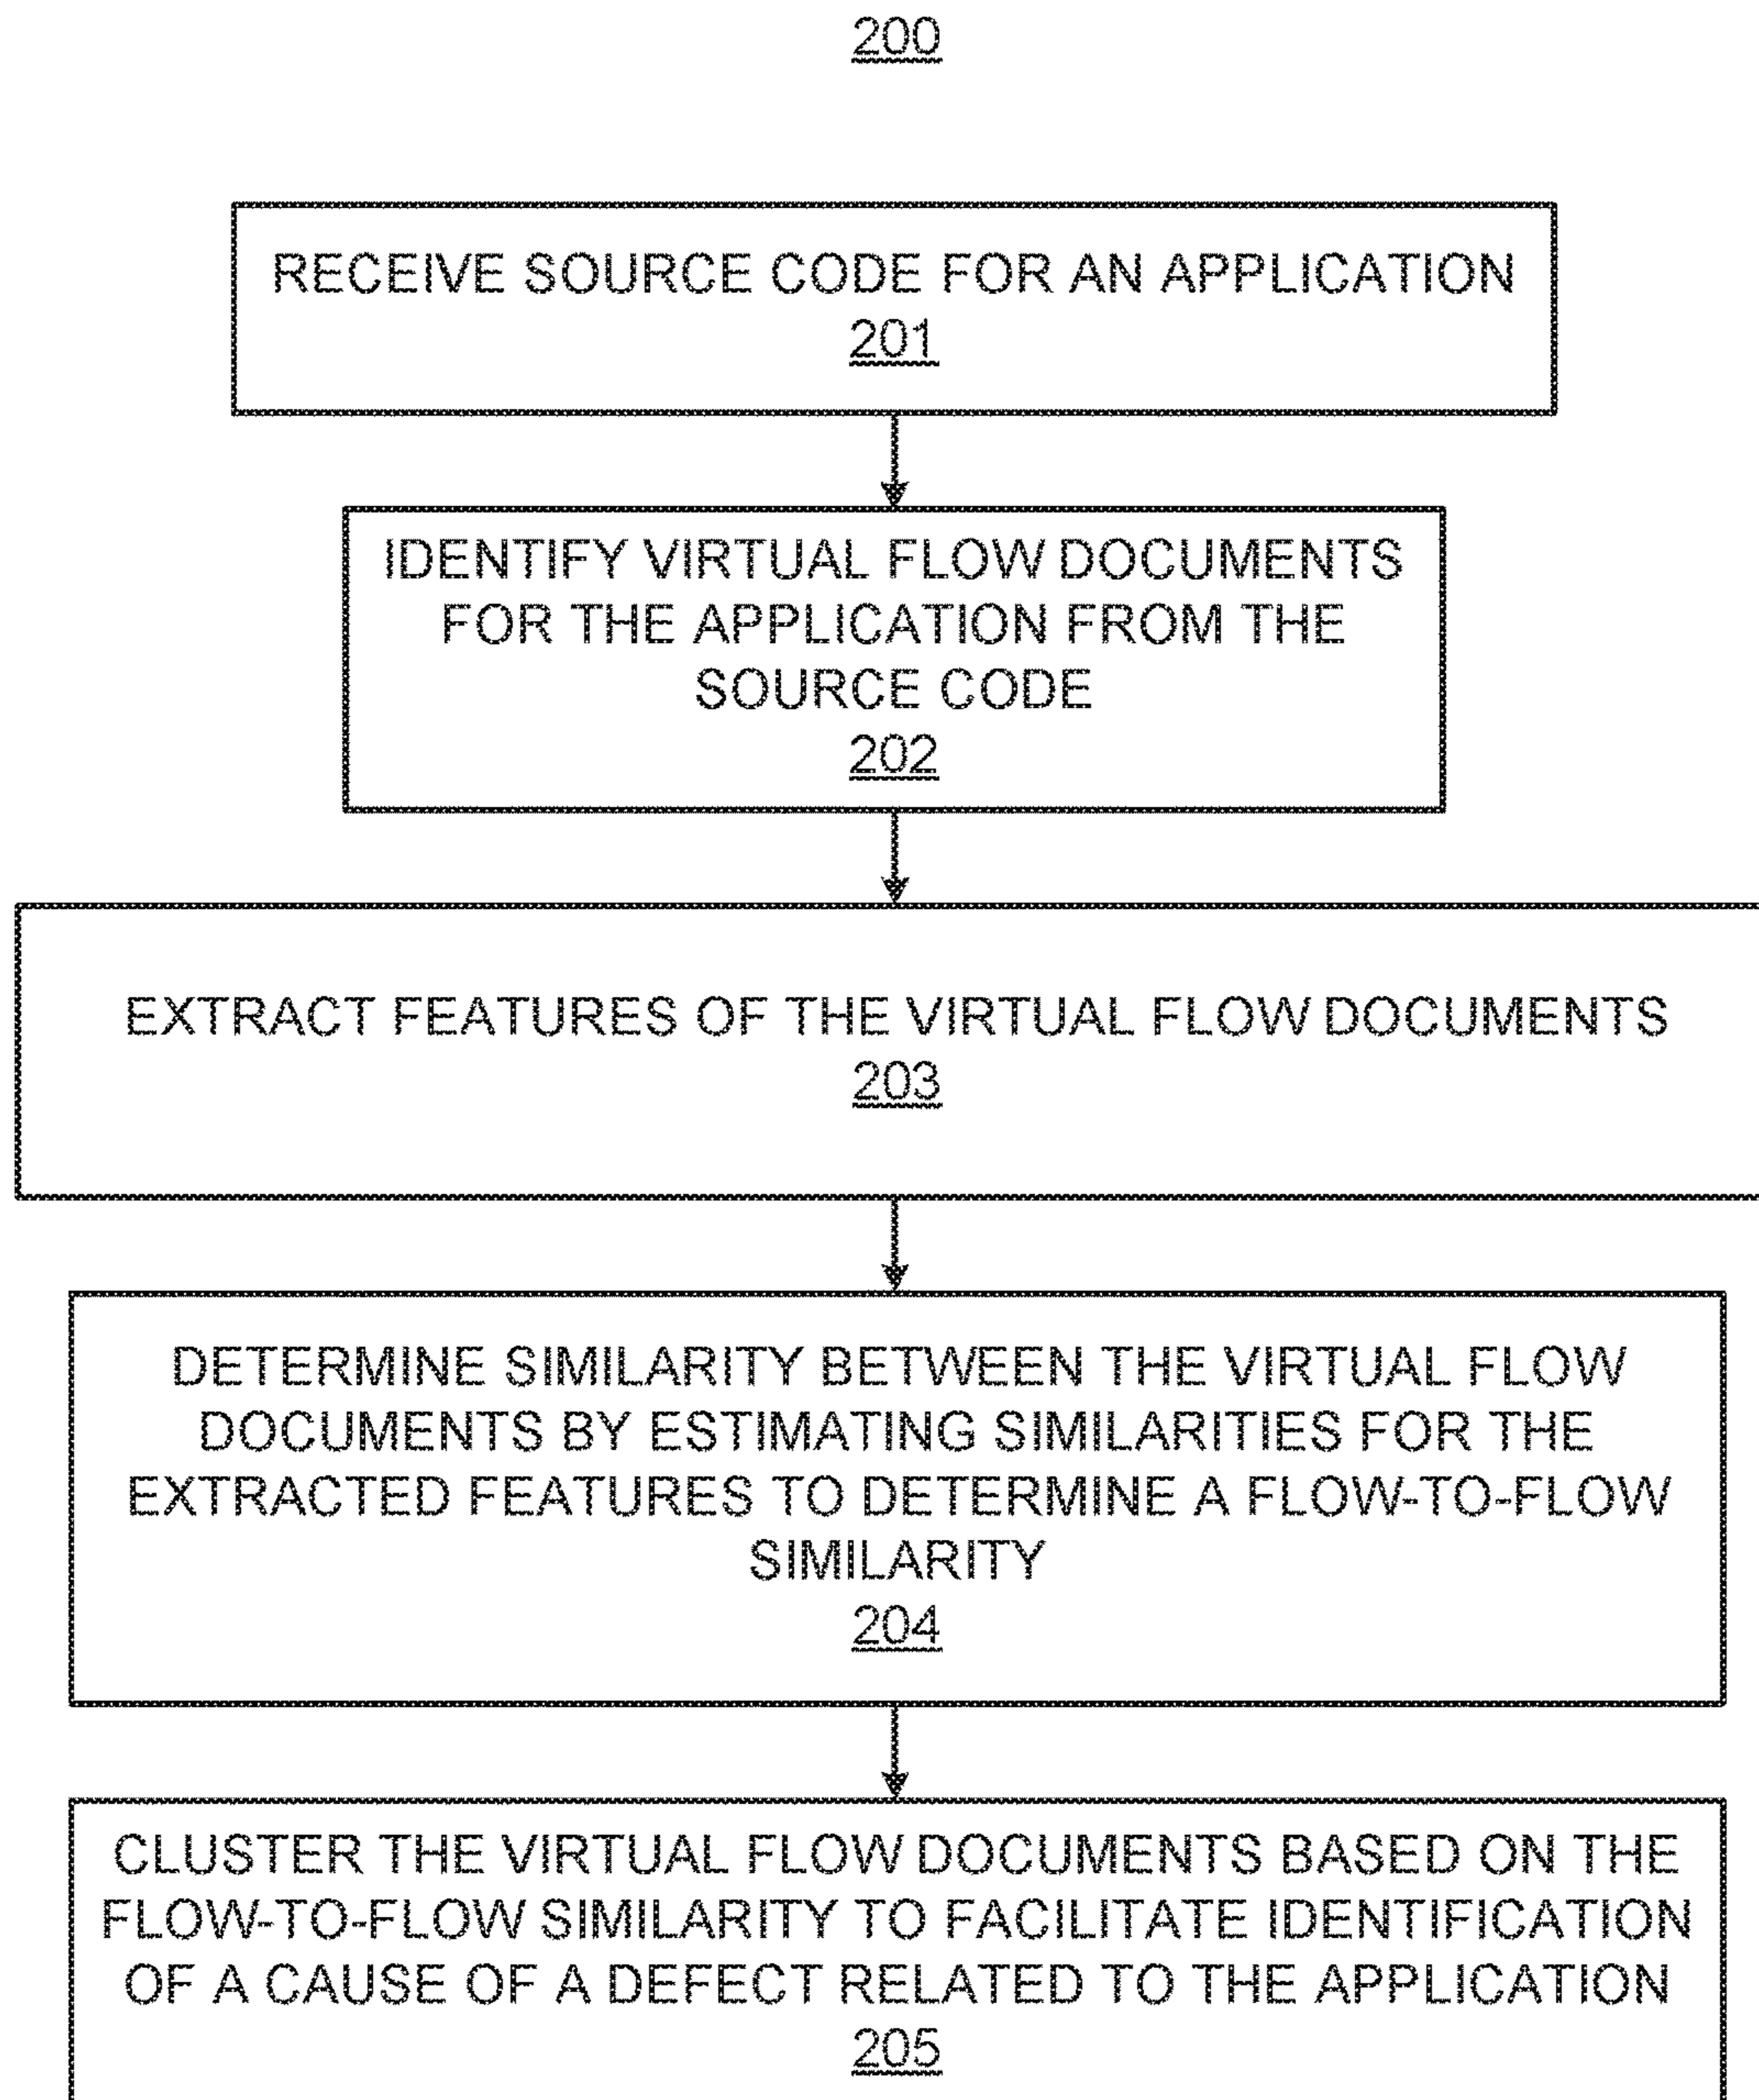 200
RECEIVE SOURCE CODE FOR AN APPLICATION
201
IDENTIFY VIRTUAL FLOW DOCUMENTS
FOR THE APPLICATION FROM THE
SOURCE CODE
202
EXTRACT FEATURES OF THE VIRTUAL FLOW DOCUMENTS
203
DETERMINE SIMILARITY BETWEEN THE VIRTUAL FLOW
DOCUMENTS BY ESTIMATING SIMILARITIES FOR THE
EXTRACTED FEATURES TO DETERMINE A FLOW-TO-FLOW
SIMILARITY
204
CLUSTER THE VIRTUAL FLOW DOCUMENTS BASED ON THE
FLOW-TO-FLOW SIMILARITY TO FACILITATE IDENTIFICATION
OF A CAUSE OF A DEFECT RELATED TO THE APPLICATION
205